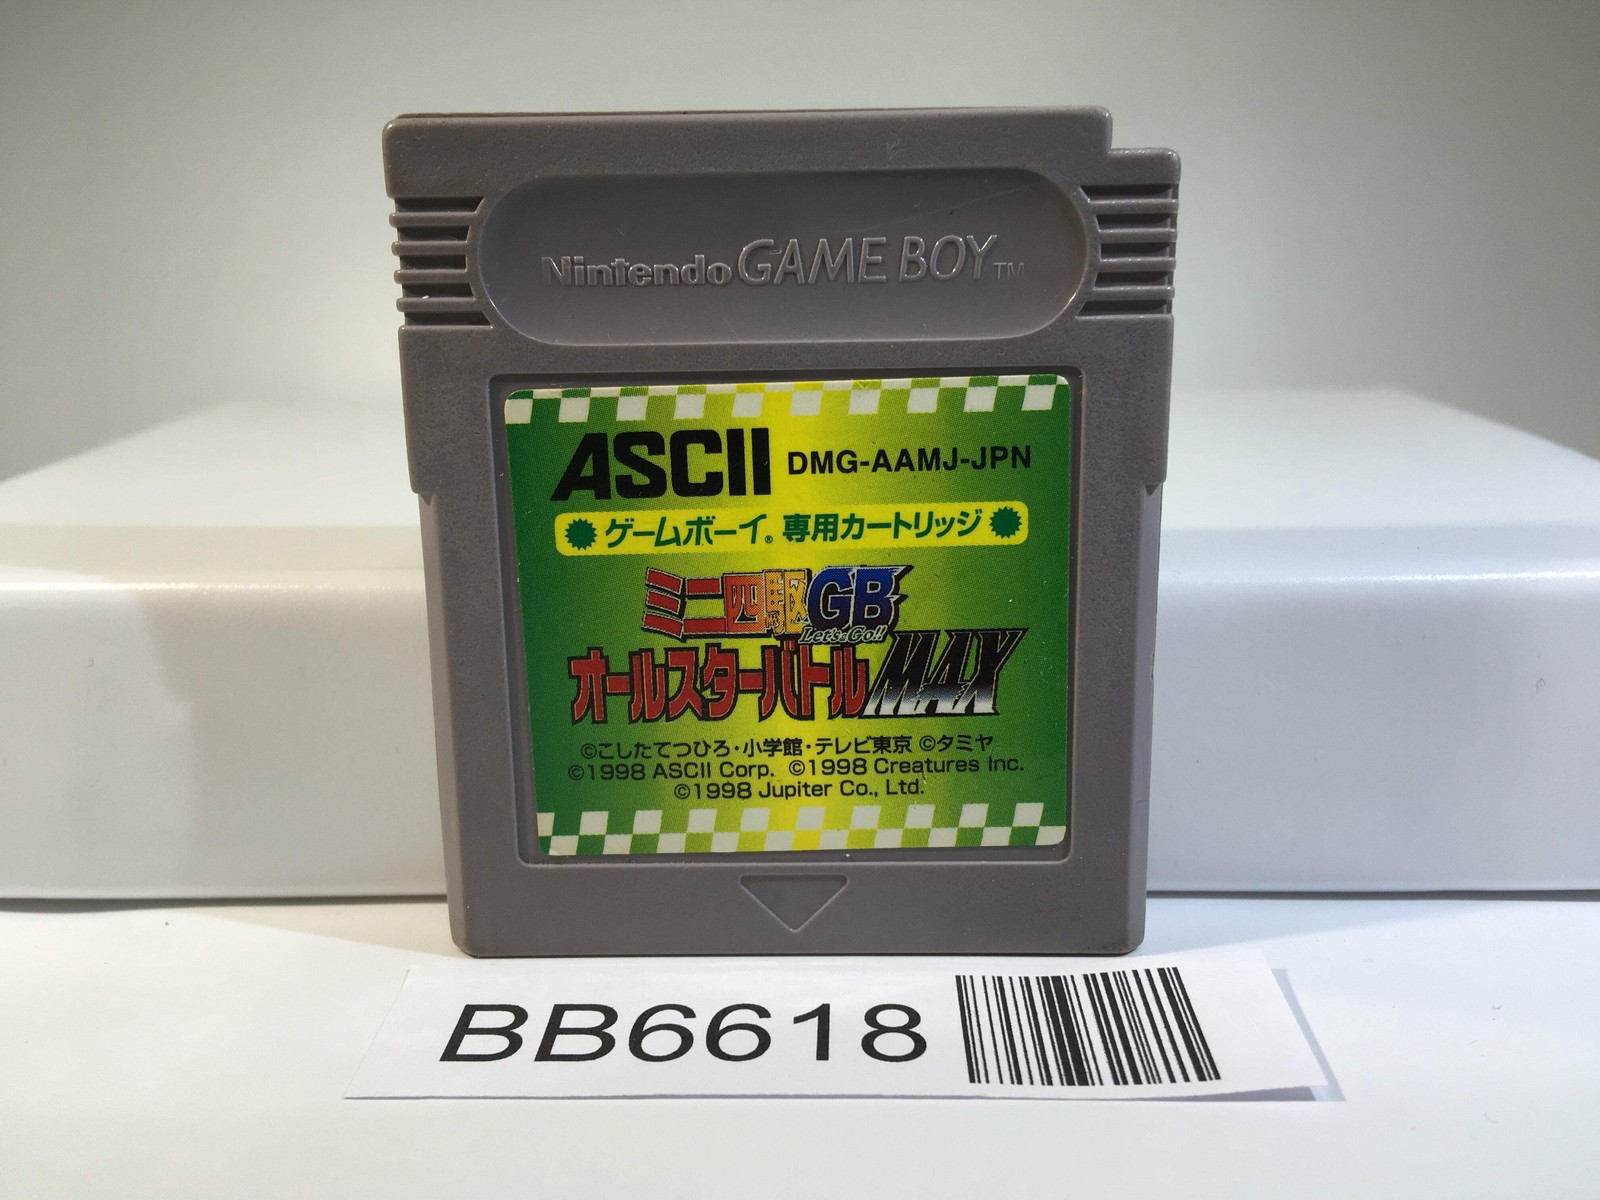 Nintendo GAME BOY TM
ASCII DMG-AAMJ-JPN
ゲームボーイ® 専用カートリッジ
ミニ四駆GB
Let's&Go!!
オールスターバトルMAX
©こしたてつひろ・小学館・テレビ東京 ©タミヤ
©1998 ASCII Corp. ©1998 Creatures Inc.
©1998 Jupiter Co., Ltd.
BB6618